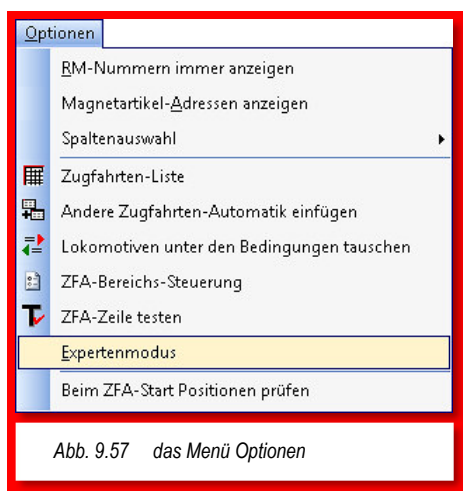 Optionen
RM-Nummern immer anzeigen
Magnetartikel-Adressen anzeigen
Spaltenauswahl
Zugfahrten-Liste
Andere Zugfahrten-Automatik einfügen
Lokomotiven unter den Bedingungen tauschen
ZFA-Bereichs-Steuerung
ZFA-Zeile testen
Expertenmodus
Beim ZFA-Start Positionen prüfen
Abb. 9.57 das Menü Optionen